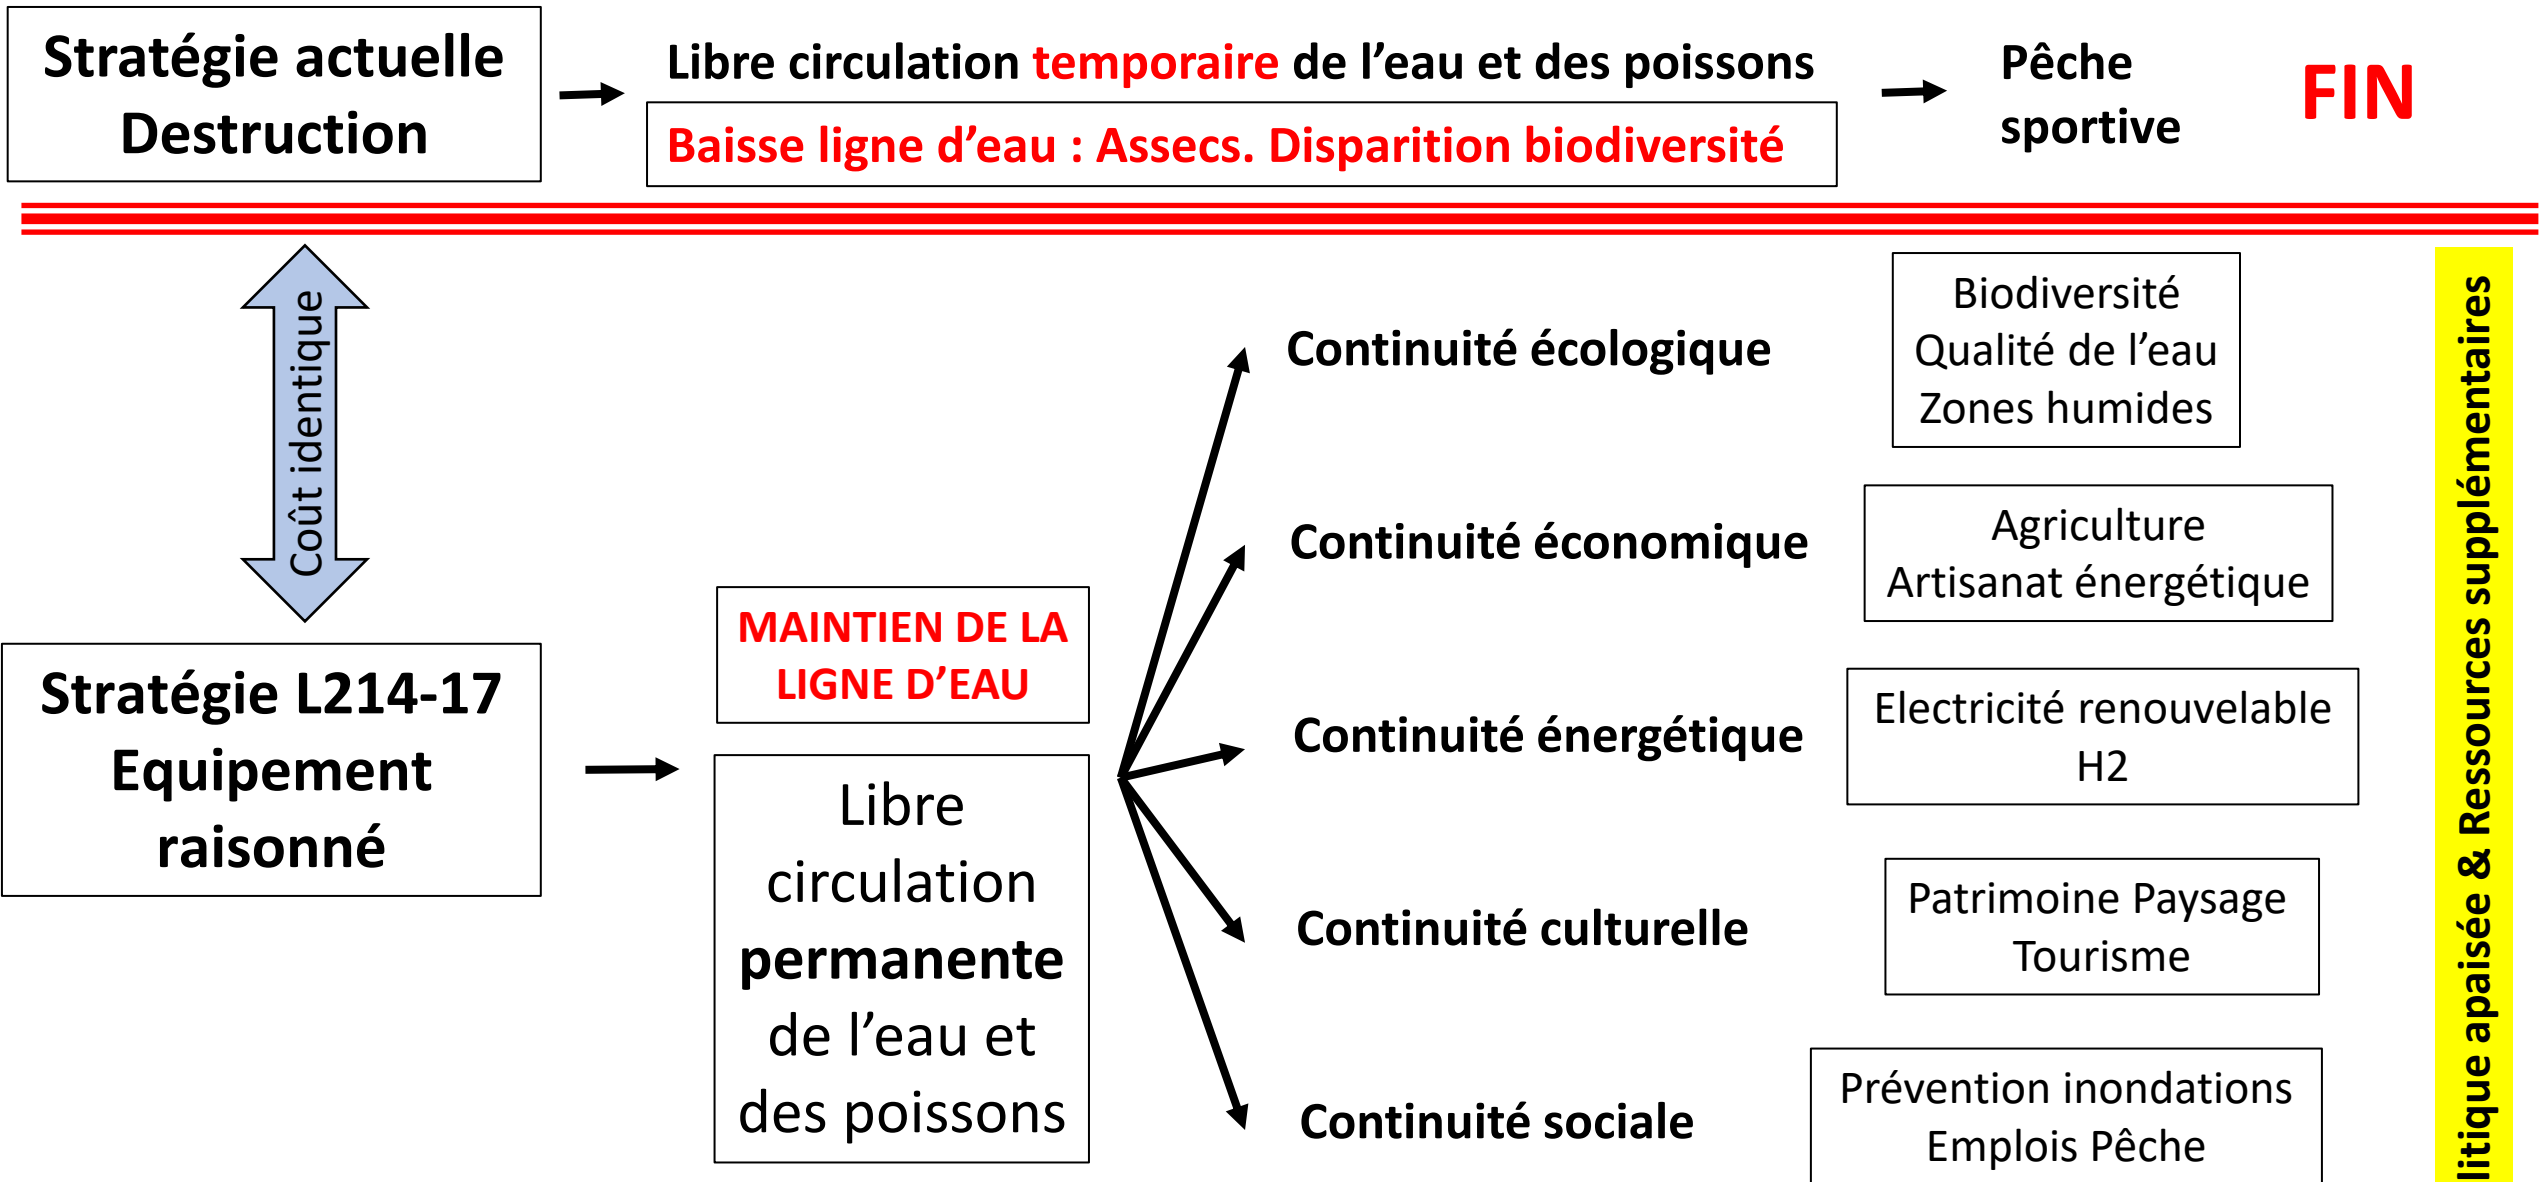 Stratégie actuelle
Destruction
Libre circulation temporaire de l’eau et des poissons
Baisse ligne d’eau : Assecs. Disparition biodiversité
Pêche
sportive
FIN
Coût identique
Stratégie L214-17
Equipement
raisonné
MAINTIEN DE LA
LIGNE D’EAU
Libre
circulation
permanente
de l’eau et
des poissons
Continuité écologique
Biodiversité
Qualité de l’eau
Zones humides
Continuité économique
Agriculture
Artisanat énergétique
Continuité énergétique
Electricité renouvelable
H2
Continuité culturelle
Patrimoine Paysage
Tourisme
Continuité sociale
Prévention inondations
Emplois Pêche
litique apaisée & Ressources supplémentaires